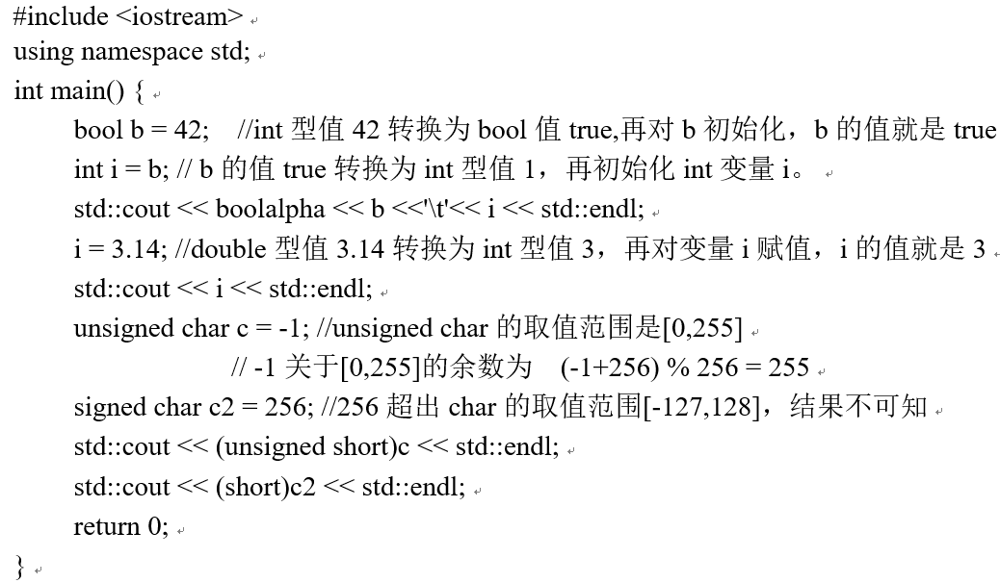 #include <iostream>
using namespace std;
int main() {
bool b = 42; //int 型值 42 转换为 bool 值 true,再对 b 初始化，b 的值就是 true
int i = b; // b 的值 true 转换为 int 型值 1，再初始化 int 变量 i。
std::cout << boolalpha << b <<'\t'<< i << std::endl;
i = 3.14; //double 型值 3.14 转换为 int 型值 3，再对变量 i 赋值，i 的值就是 3
std::cout << i << std::endl;
unsigned char c = -1; //unsigned char 的取值范围是[0,255]
// -1 关于[0,255]的余数为 (-1+256) % 256 = 255
signed char c2 = 256; //256 超出 char 的取值范围[-127,128]，结果不可知
std::cout << (unsigned short)c << std::endl;
std::cout << (short)c2 << std::endl;
return 0;
}